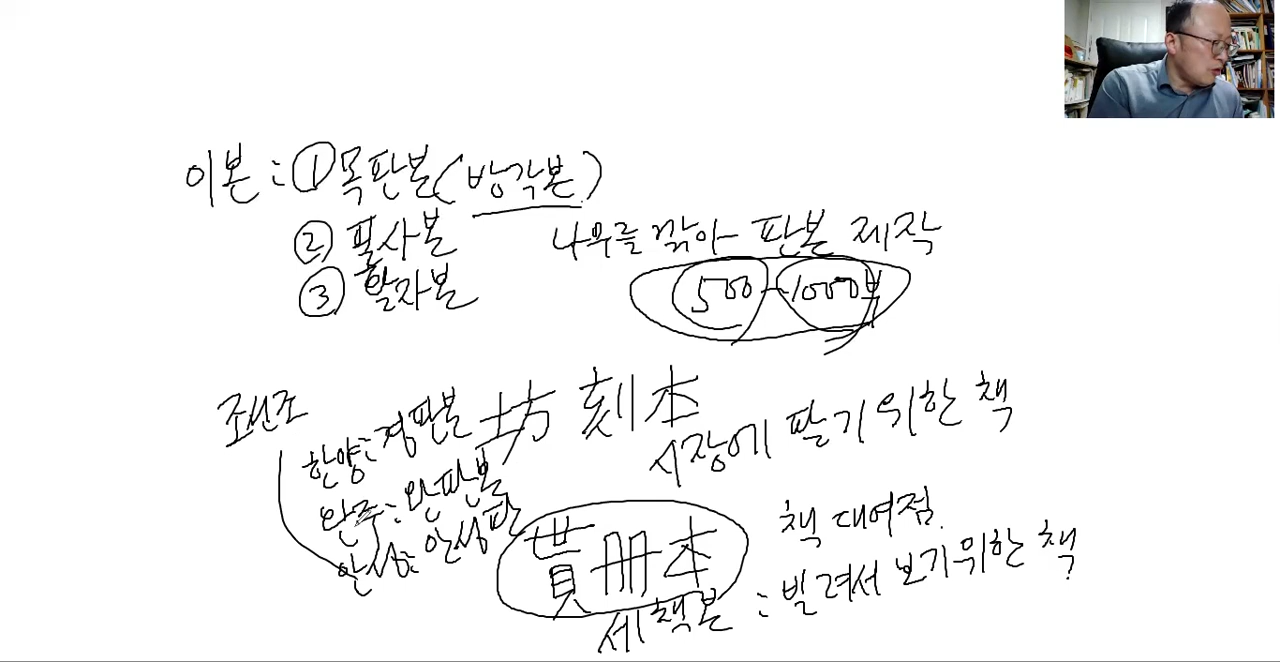 이본 : ① 목판본(방각본)
② 필사본
나무를 깎아 판본 제작
③ 활자본
500 - 1000부
조선조
한양: 경판본
坊刻本
시장에 팔기 위한 책
완주: 완판본
안성: 안성판
貰册本
책 대여점.
세책본 : 빌려서 보기위한 책